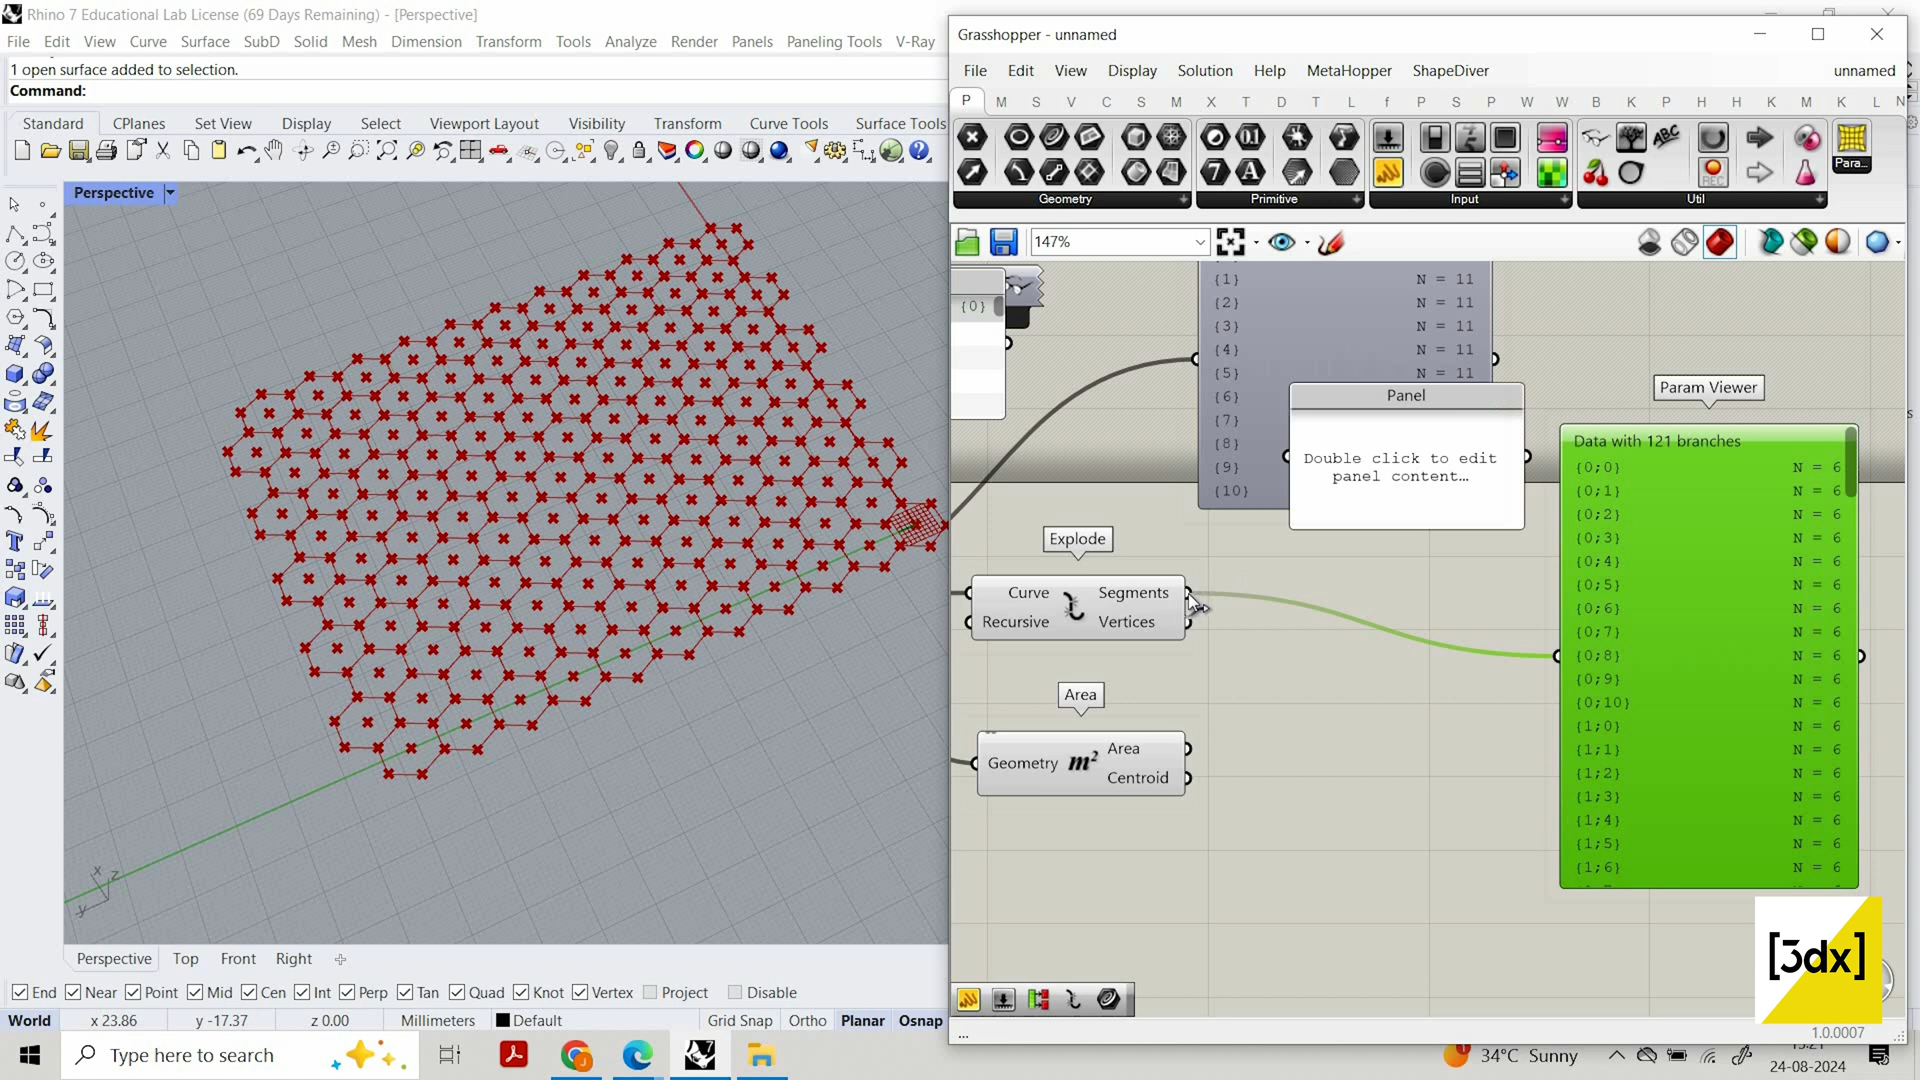 Rhino 7 Educational Lab License (69 Days Remaining) - [Perspective]
File Edit View Curve Surface SubD Solid Mesh Dimension Transform Tools Analyze Render Panels Paneling Tools V-Ray
1 open surface added to selection.
Command:
Standard CPlanes Set View Display Select Viewport Layout Visibility Transform Curve Tools Surface Tools
Perspective
x
z
y
Perspective Top Front Right
End Near Point Mid Cen Int Perp Tan Quad Knot Vertex Project Disable
World x 23.86 y -17.37 z 0.00 Millimeters Default Grid Snap Ortho Planar Osnap
Grasshopper - unnamed
File Edit View Display Solution Help MetaHopper ShapeDiver unnamed
P M S V C S M X T D T L f P S P W W B K P H H K M K L N
Para...
Geometry Primitive Input Util
147%
{0}
{1} N = 11
{2} N = 11
{3} N = 11
{4} N = 11
{5} N = 11
{6}
{7}
{8}
{9}
{10}
Panel
Double click to edit
panel content...
Param Viewer
Data with 121 branches
{0;0} N = 6
{0;1} N = 6
{0;2} N = 6
{0;3} N = 6
{0;4} N = 6
{0;5} N = 6
{0;6} N = 6
{0;7} N = 6
{0;8} N = 6
{0;9} N = 6
{0;10} N = 6
{1;0} N = 6
{1;1} N = 6
{1;2} N = 6
{1;3} N = 6
{1;4} N = 6
{1;5} N = 6
{1;6} N = 6
Explode
Curve Segments
Recursive Vertices
Area
Geometry m² Area
Centroid
[3dx]
...
1.0.0007
Type here to search
34°C Sunny
24-08-2024